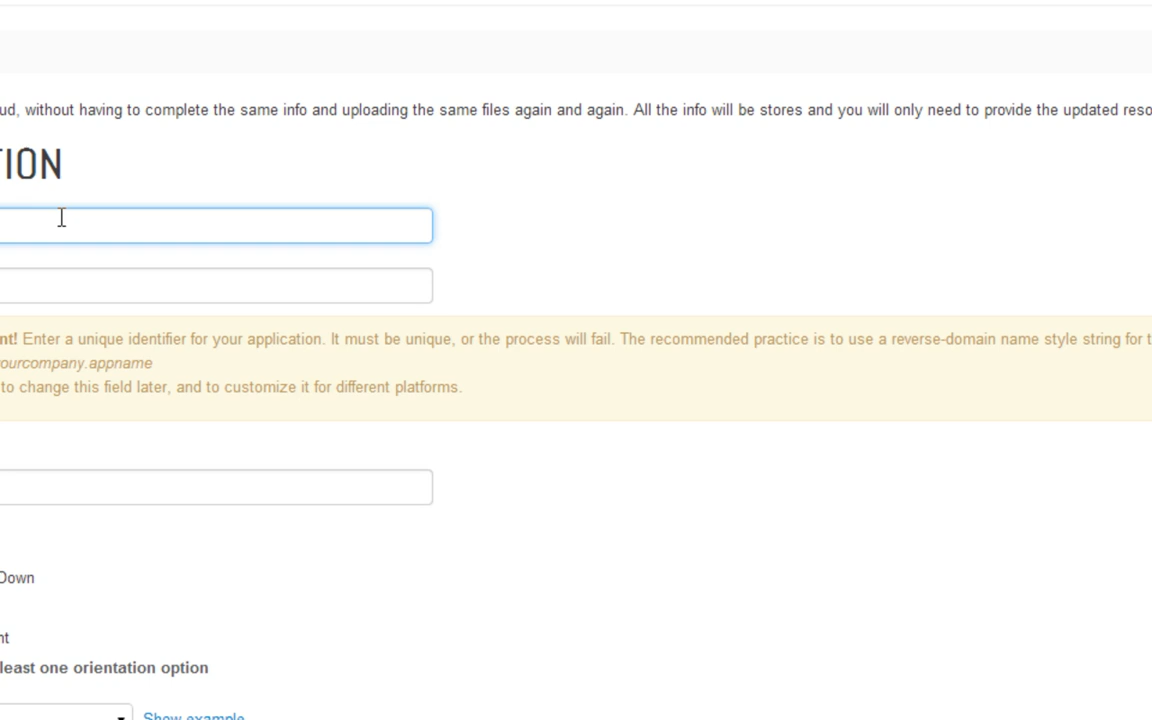 ud, without having to complete the same info and uploading the same files again and again. All the info will be stores and you will only need to provide the updated reso
TION
nt! Enter a unique identifier for your application. It must be unique, or the process will fail. The recommended practice is to use a reverse-domain name style string for t
ourcompany.appname
to change this field later, and to customize it for different platforms.
Down
nt
least one orientation option
Show example